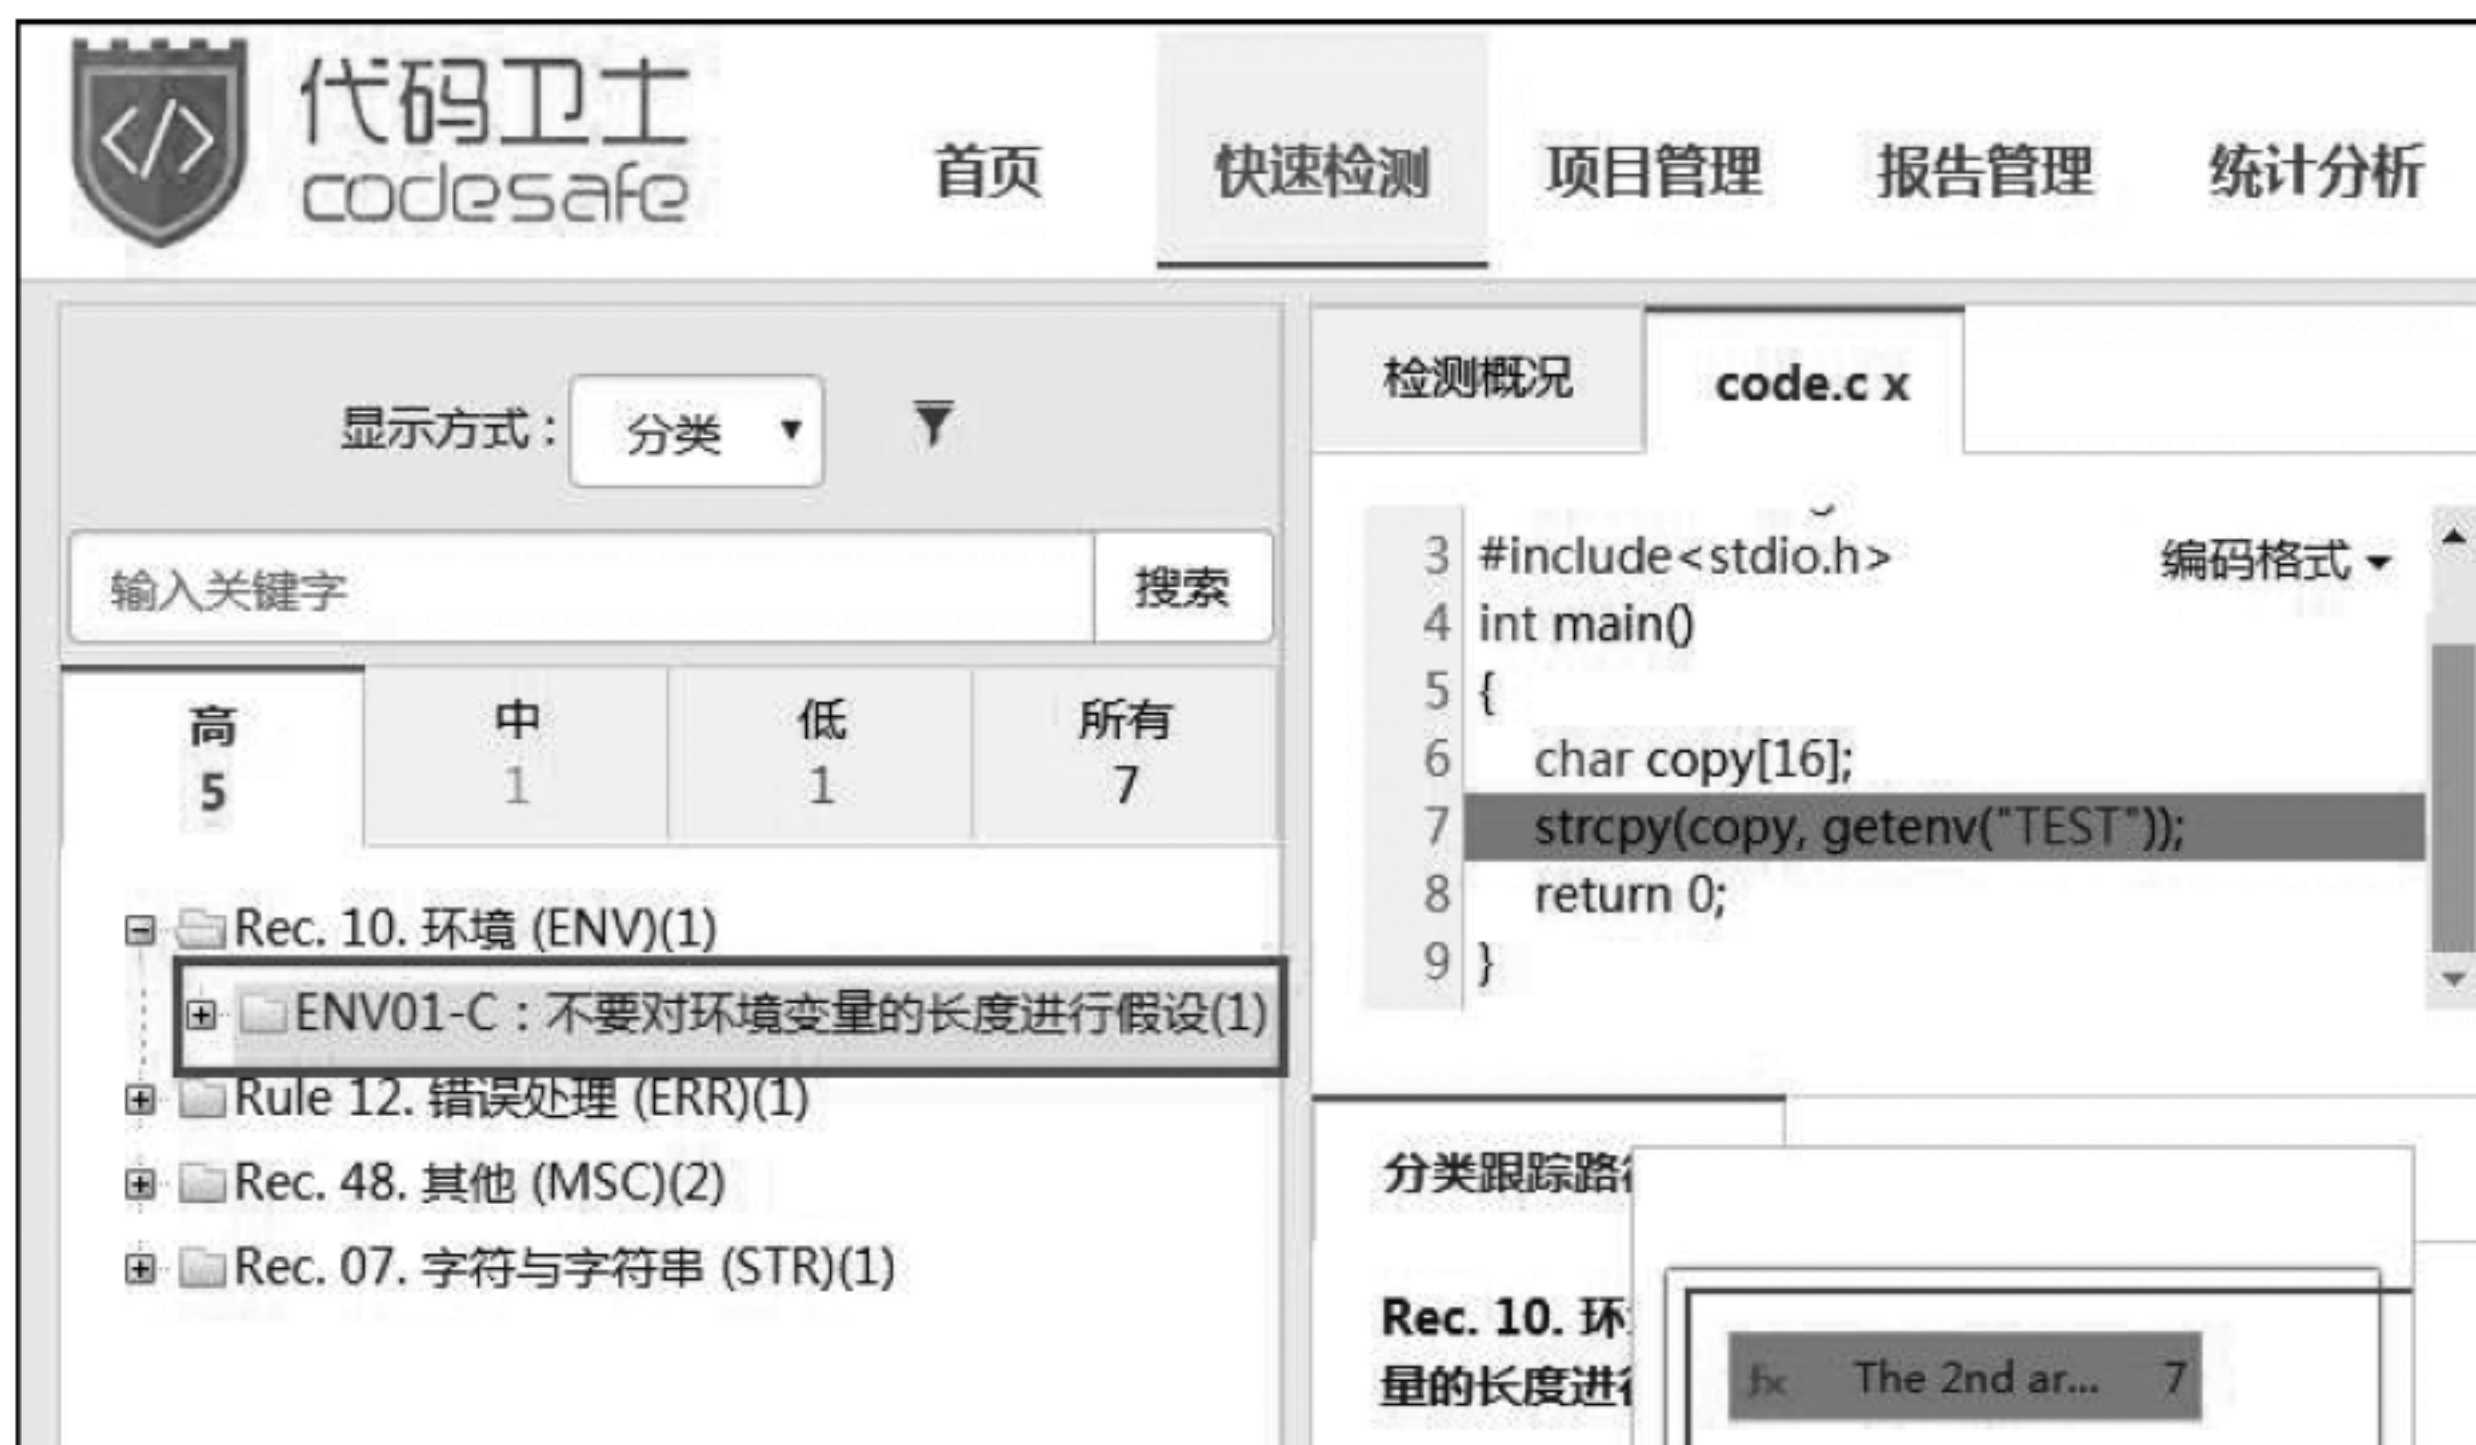 代码卫士
codesafe
首页 快速检测 项目管理 报告管理 统计分析
显示方式： 分类
输入关键字 搜索
高 中 低 所有
5 1 1 7
Rec. 10. 环境 (ENV)(1)
ENV01-C：不要对环境变量的长度进行假设(1)
Rule 12. 错误处理 (ERR)(1)
Rec. 48. 其他 (MSC)(2)
Rec. 07. 字符与字符串 (STR)(1)
检测概况 code.c x
编码格式
3 #include<stdio.h>
4 int main()
5 {
6 char copy[16];
7 strcpy(copy, getenv("TEST"));
8 return 0;
9 }
分类跟踪路
Rec. 10. 环
量的长度进
fx The 2nd ar... 7